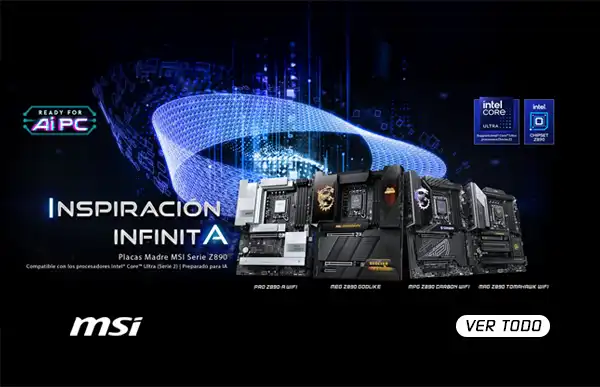 READY FOR
Ai PC
intel
CORE
ULTRA
intel
CHIPSET
Z890
INSPIRACION
INFINITA
Placas Madre MSI Serie Z890
Compatible con los procesadores Intel® Core™ Ultra (Serie 2) | Preparado para IA
PRO Z890-A WIFI
MEG Z890 GODLIKE
MPG Z890 CARBON WIFI
MAG Z890 TOMAHAWK WIFI
msi
VER TODO